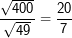 √400 / √49 = 20 / 7